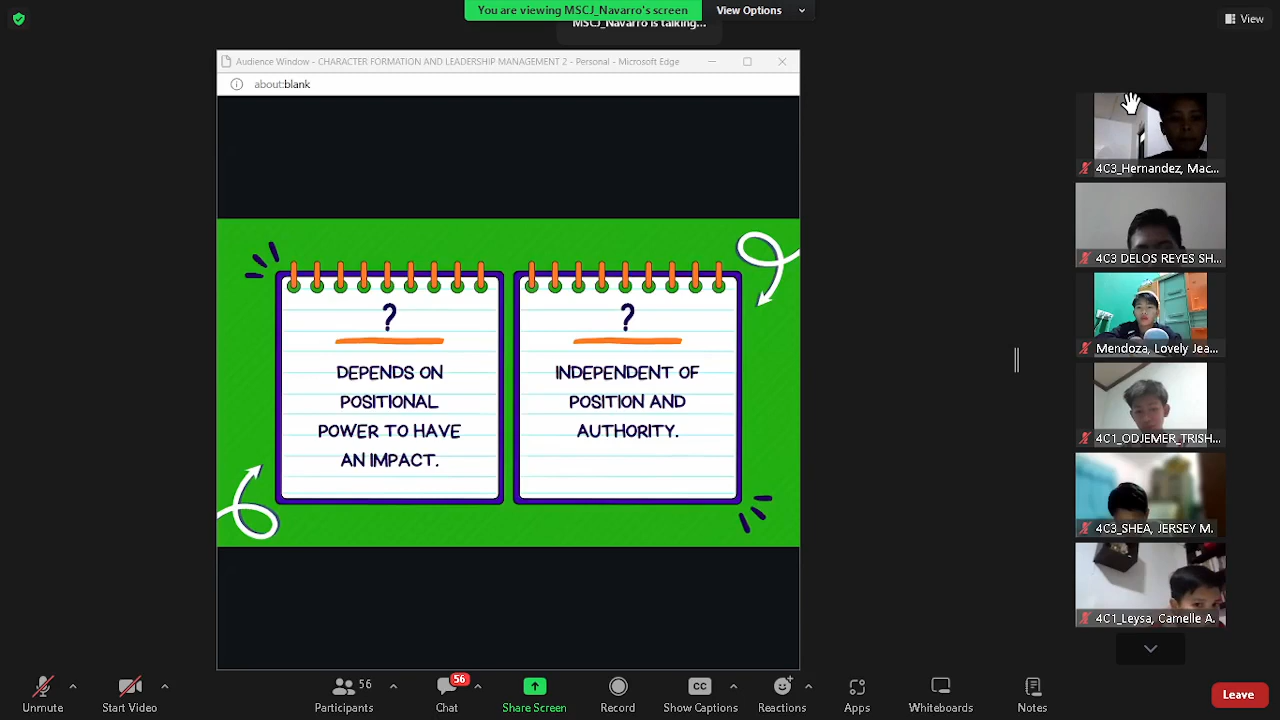 You are viewing MSCJ_Navarro's screen
View Options
MSCJ_Navarro is talking...
View
Audience Window - CHARACTER FORMATION AND LEADERSHIP MANAGEMENT 2 - Personal - Microsoft Edge
about:blank
?
DEPENDS ON
POSITIONAL
POWER TO HAVE
AN IMPACT.
?
INDEPENDENT OF
POSITION AND
AUTHORITY.
4C3_Hernandez, Mac...
4C3 DELOS REYES SH...
Mendoza, Lovely Jea...
4C1_ODJEMER_TRISH...
4C3_SHEA, JERSEY M.
4C1_Leysa, Camelle A.
Unmute
Start Video
56
Participants
56
Chat
Share Screen
Record
CC
Show Captions
Reactions
Apps
Whiteboards
Notes
Leave